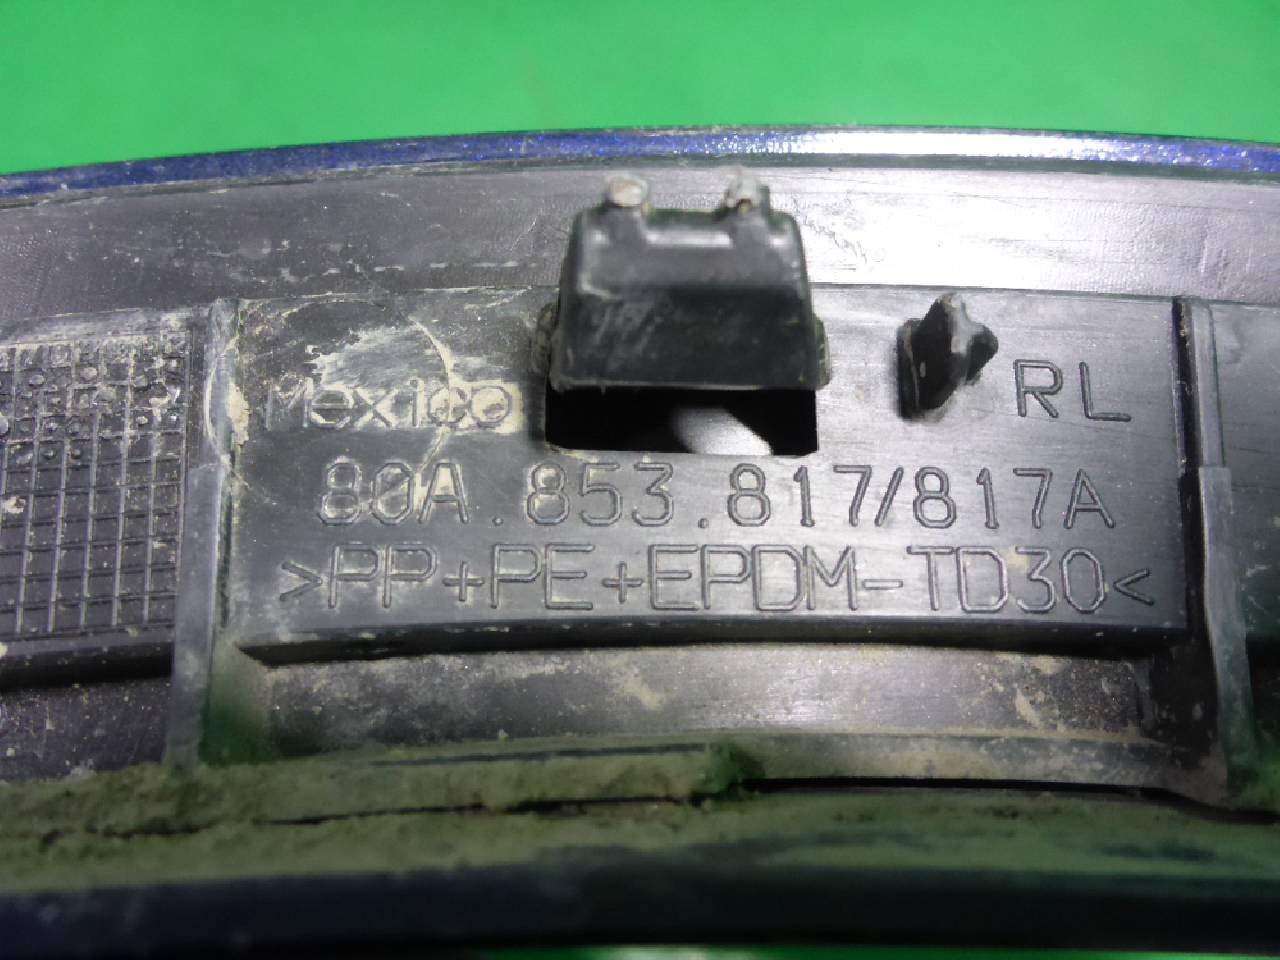 Mexico
RL
80A.853.817/817A
>PP+PE+EPDM-TD30<